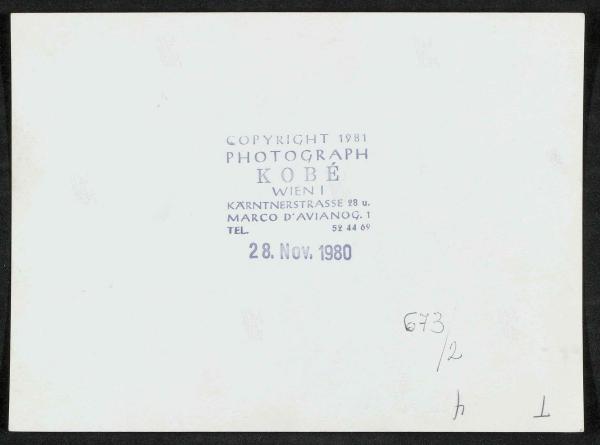 COPYRIGHT 1981
PHOTOGRAPH
KOBÉ
WIEN I
KÄRNTNERSTRASSE 28 u.
MARCO D'AVIANOG. 1
TEL. 52 44 69
28. Nov. 1980
673
/2
4 T